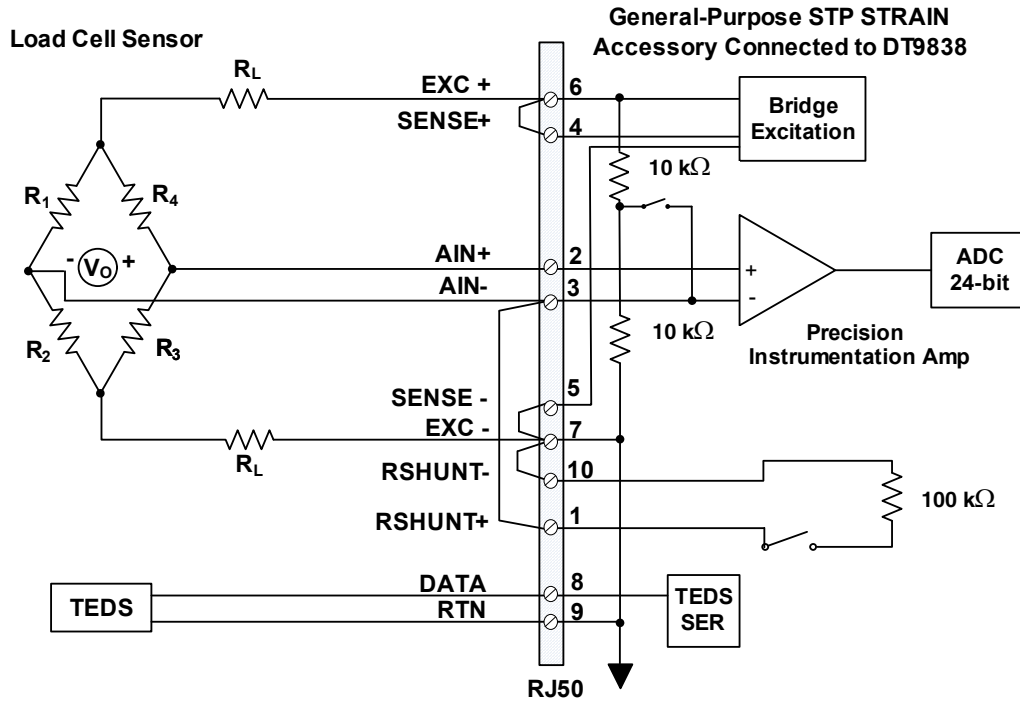 General-Purpose STP STRAIN
Accessory Connected to DT9838
Load Cell Sensor
RL
EXC +
6
SENSE+
4
Bridge
Excitation
10 kΩ
R1
R4
- VO +
AIN+
2
AIN-
3
+
-
ADC
24-bit
R2
R3
10 kΩ
Precision
Instrumentation Amp
SENSE -
5
EXC -
7
RL
RSHUNT-
10
100 kΩ
RSHUNT+
1
TEDS
DATA
8
RTN
9
TEDS
SER
RJ50